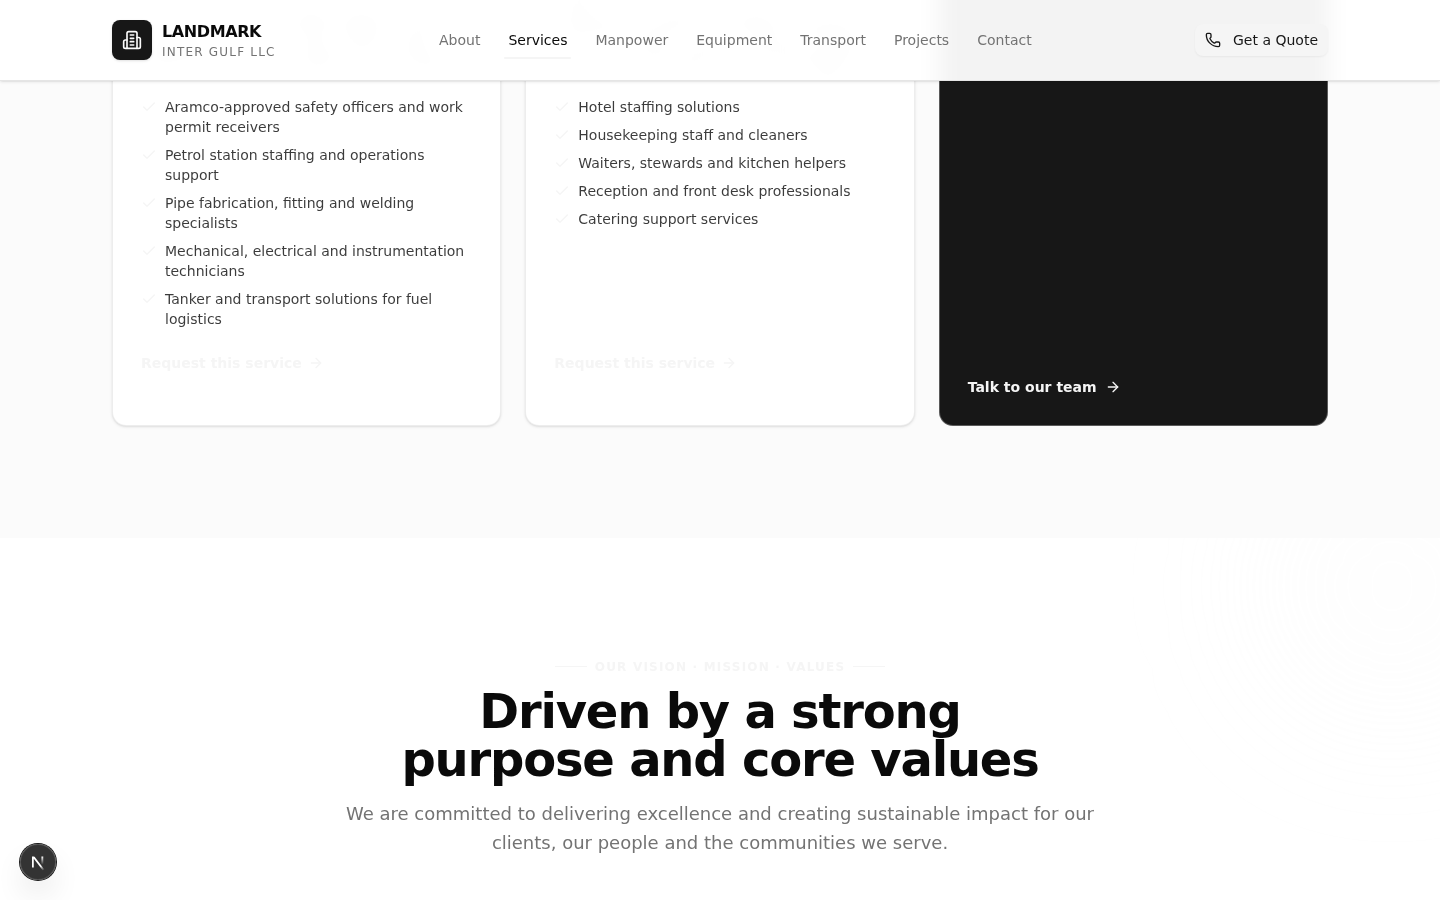 LANDMARK
INTER GULF LLC
About Services Manpower Equipment Transport Projects Contact
Get a Quote
Aramco-approved safety officers and work
permit receivers
Petrol station staffing and operations
support
Pipe fabrication, fitting and welding
specialists
Mechanical, electrical and instrumentation
technicians
Tanker and transport solutions for fuel
logistics
Request this service
Hotel staffing solutions
Housekeeping staff and cleaners
Waiters, stewards and kitchen helpers
Reception and front desk professionals
Catering support services
Request this service
Talk to our team
OUR VISION · MISSION · VALUES
Driven by a strong
purpose and core values
We are committed to delivering excellence and creating sustainable impact for our
clients, our people and the communities we serve.
N